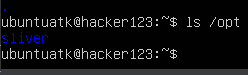 .
ubuntuatk@hacker123:~$ ls /opt
silver
ubuntuatk@hacker123:~$